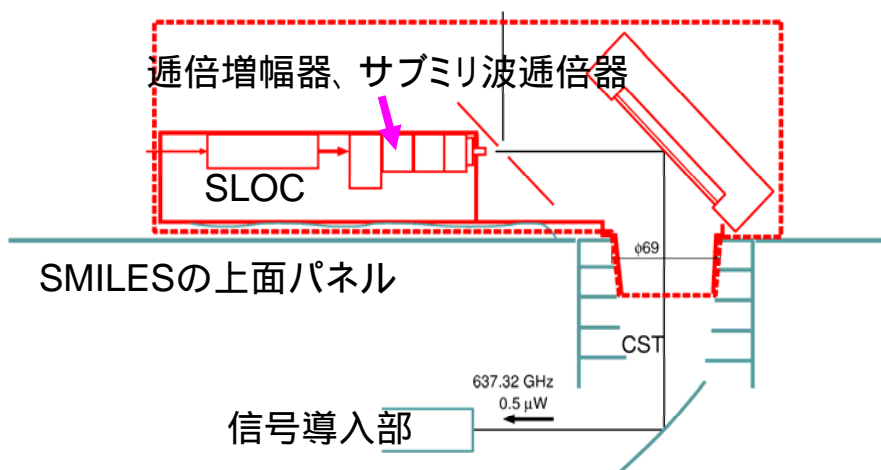 逓倍増幅器、サブミリ波逓倍器
SLOC
φ69
SMILESの上面パネル
CST
637.32 GHz
0.5 μW
信号導入部